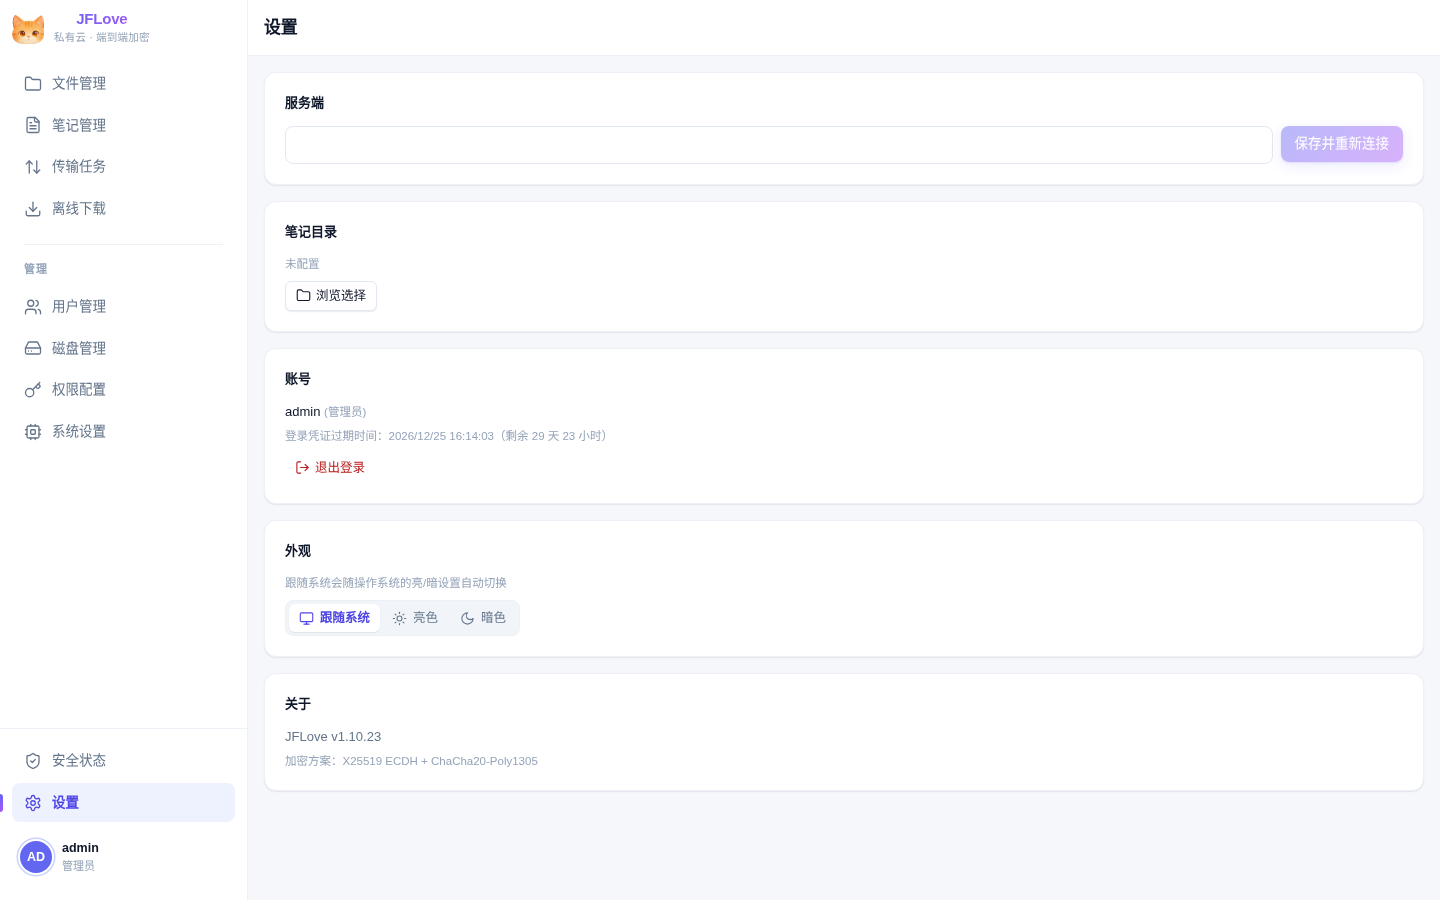 JFLove
私有云 · 端到端加密
文件管理
笔记管理
传输任务
离线下载
管理
用户管理
磁盘管理
权限配置
系统设置
安全状态
设置
AD
admin
管理员
设置
服务端
保存并重新连接
笔记目录
未配置
浏览选择
账号
admin (管理员)
登录凭证过期时间：2026/12/25 16:14:03（剩余 29 天 23 小时）
退出登录
外观
跟随系统会随操作系统的亮/暗设置自动切换
跟随系统 亮色 暗色
关于
JFLove v1.10.23
加密方案：X25519 ECDH + ChaCha20-Poly1305